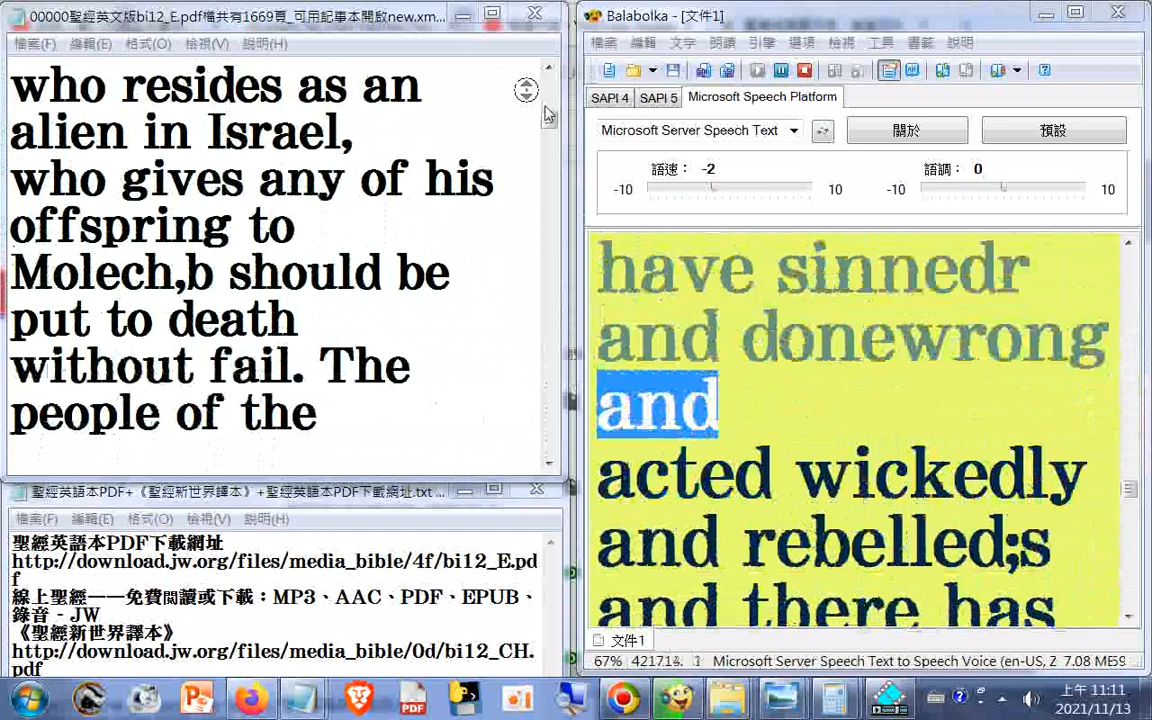 00000聖經英文版bi12_E.pdf檔共有1669頁_可用記事本開啟new.xm...
檔案(F) 編輯(E) 格式(O) 檢視(V) 說明(H)
who resides as an
alien in Israel,
who gives any of his
offspring to
Molech,b should be
put to death
without fail. The
people of the
聖經英語本PDF+《聖經新世界譯本》+聖經英語本PDF下載網址.txt ...
檔案(F) 編輯(E) 格式(O) 檢視(V) 說明(H)
聖經英語本PDF下載網址
http://download.jw.org/files/media_bible/4f/bi12_E.pd
f
線上聖經——免費閱讀或下載：MP3、AAC、PDF、EPUB、
錄音 - JW
《聖經新世界譯本》
http://download.jw.org/files/media_bible/0d/bi12_CH.
pdf
Balabolka - [文件1]
檔案 編輯 文字 朗讀 引擎 選項 檢視 工具 書籤 說明
SAPI 4 SAPI 5 Microsoft Speech Platform
Microsoft Server Speech Text 關於 預設
語速： -2 語調： 0
-10 10 -10 10
have sinnedr
and donewrong
and
acted wickedly
and rebelled;s
and there has
文件1
67% Microsoft Server Speech Text to Speech Voice (en-US, Z 7.08 ME
上午 11:11
2021/11/13